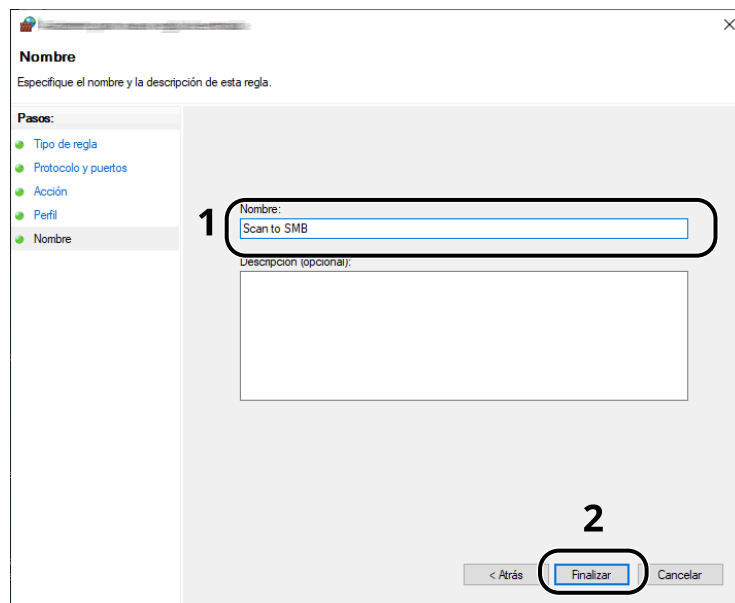 Nombre
Especifique el nombre y la descripción de esta regla.
Pasos:
Tipo de regla
Protocolo y puertos
Acción
Perfil
Nombre
1
Nombre:
Scan to SMB
Descripción (opcional):
2
< Atrás
Finalizar
Cancelar